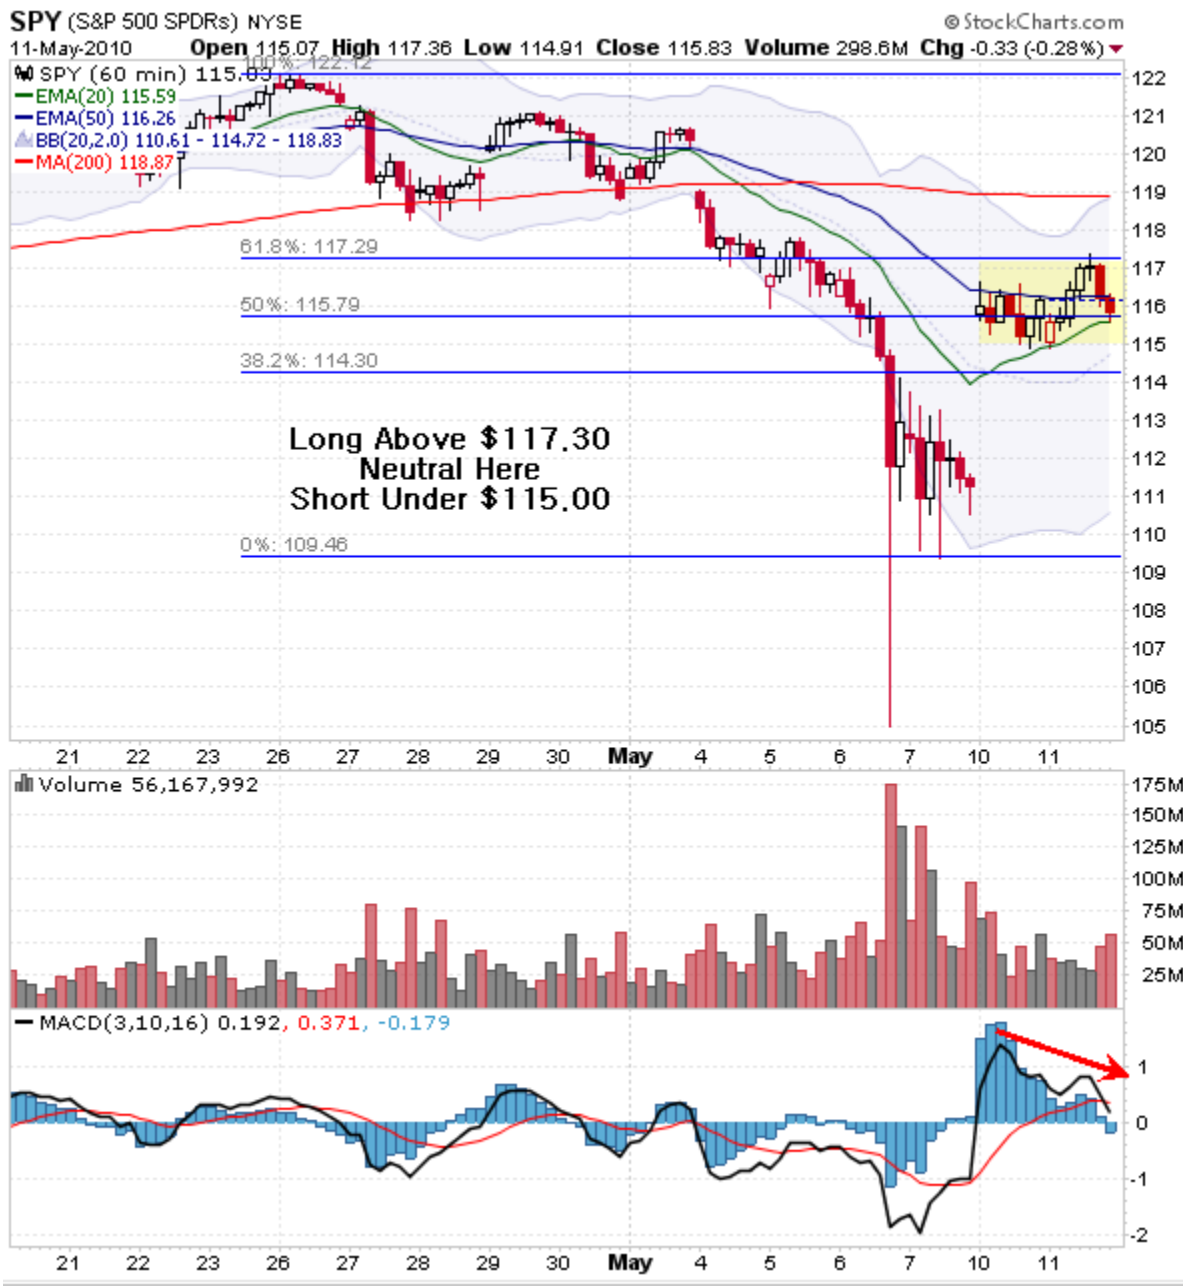 SPY (S&P 500 SPDRs) NYSE
© StockCharts.com
11-May-2010 Open 115.07 High 117.36 Low 114.91 Close 115.83 Volume 298.6M Chg -0.33 (-0.28%)
SPY (60 min) 115.83
EMA(20) 115.59
EMA(50) 116.26
BB(20,2.0) 110.61 - 114.72 - 118.83
MA(200) 118.87
100%: 122.12
61.8%: 117.29
50%: 115.79
38.2%: 114.30
0%: 109.46
Long Above $117.30
Neutral Here
Short Under $115.00
122
121
120
119
118
117
116
115
114
113
112
111
110
109
108
107
106
105
21 22 23 26 27 28 29 30 May 4 5 6 7 10 11
Volume 56,167,992
175M
150M
125M
100M
75M
50M
25M
MACD(3,10,16) 0.192, 0.371, -0.179
1
0
-1
-2
21 22 23 26 27 28 29 30 May 4 5 6 7 10 11